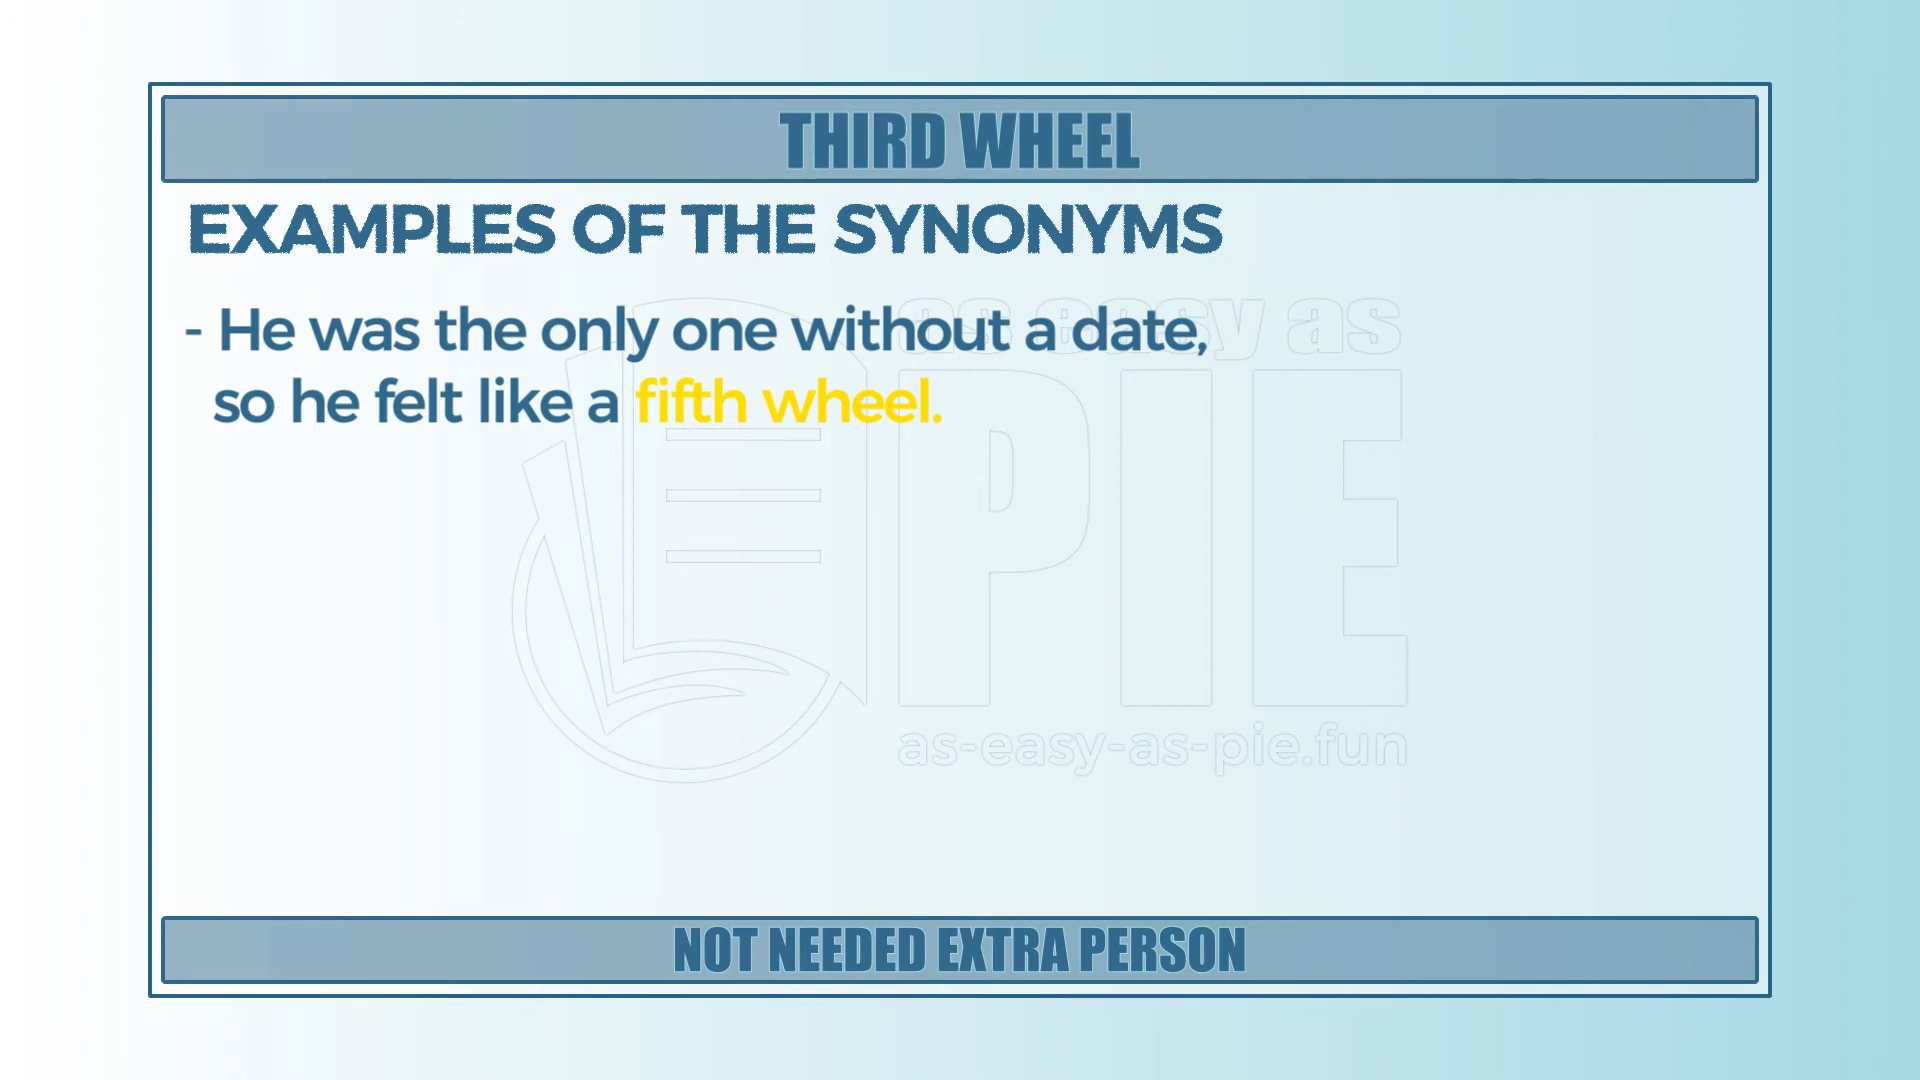 THIRD WHEEL
EXAMPLES OF THE SYNONYMS
- He was the only one without a date,
so he felt like a fifth wheel.
as easy as
PIE
as-easy-as-pie.fun
NOT NEEDED EXTRA PERSON